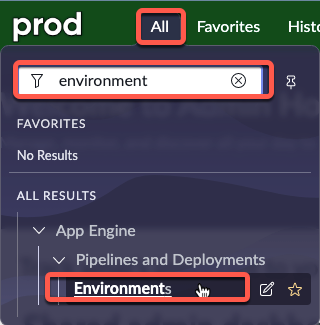 prod
All Favorites Histo
environment
FAVORITES
No Results
ALL RESULTS
App Engine
Pipelines and Deployments
Environments